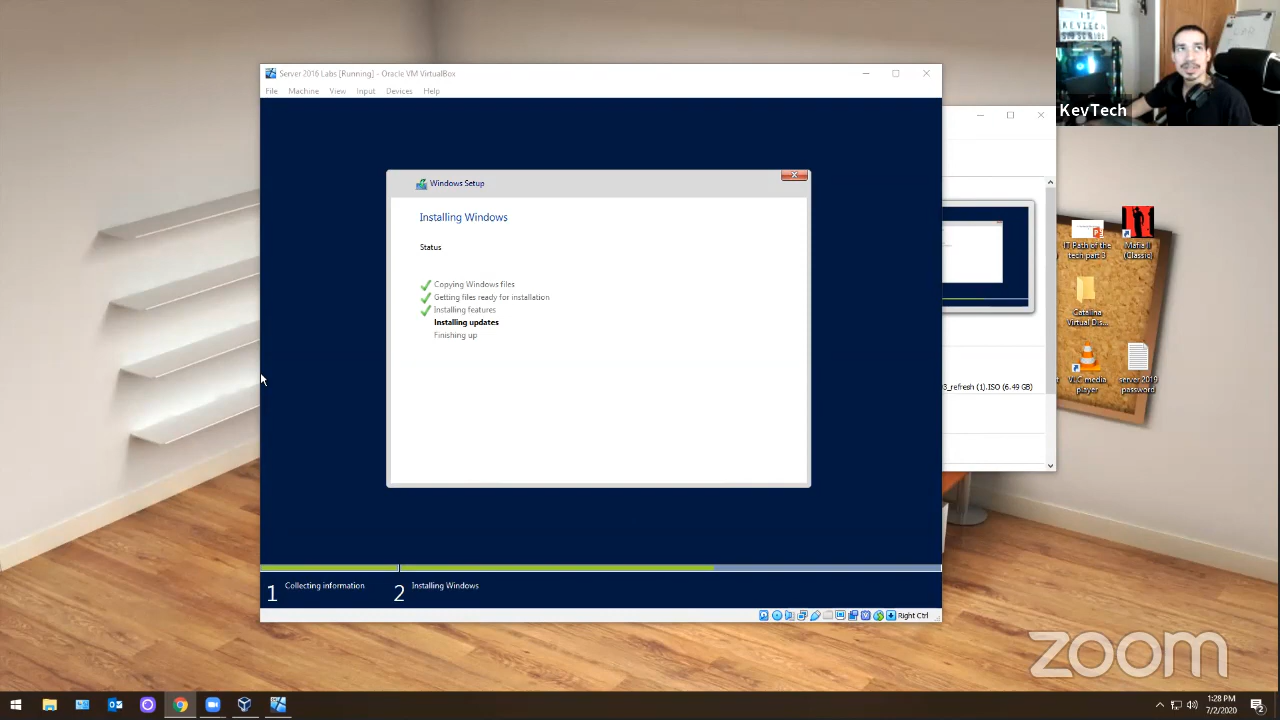 Server 2016 Labs [Running] - Oracle VM VirtualBox
File Machine View Input Devices Help
KevTech
Windows Setup
Installing Windows
Status
Copying Windows files
Getting files ready for installation
Installing features
Installing updates
Finishing up
IT Path of the
tech part 3
Mafia II
(Classic)
Catalina
Virtual Dis...
3_refresh (1).ISO (6.49 GB)
VLC media
player
server 2019
password
1 Collecting information
2 Installing Windows
Right Ctrl
zoom
1:28 PM
7/2/2020
2